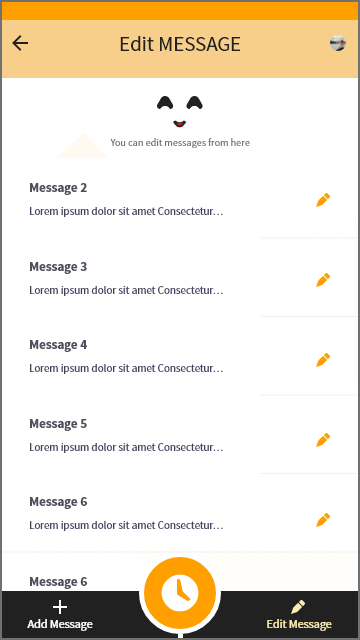 Edit MESSAGE
You can edit messages from here
Message 2
Lorem ipsum dolor sit amet Consectetur...
Message 3
Lorem ipsum dolor sit amet Consectetur...
Message 4
Lorem ipsum dolor sit amet Consectetur...
Message 5
Lorem ipsum dolor sit amet Consectetur...
Message 6
Lorem ipsum dolor sit amet Consectetur...
Message 6
Add Message
Edit Message